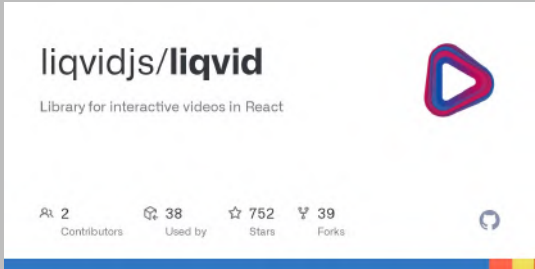 liqvidjs/liqvid
Library for interactive videos in React
2 38 752 39
Contributors Used by Stars Forks